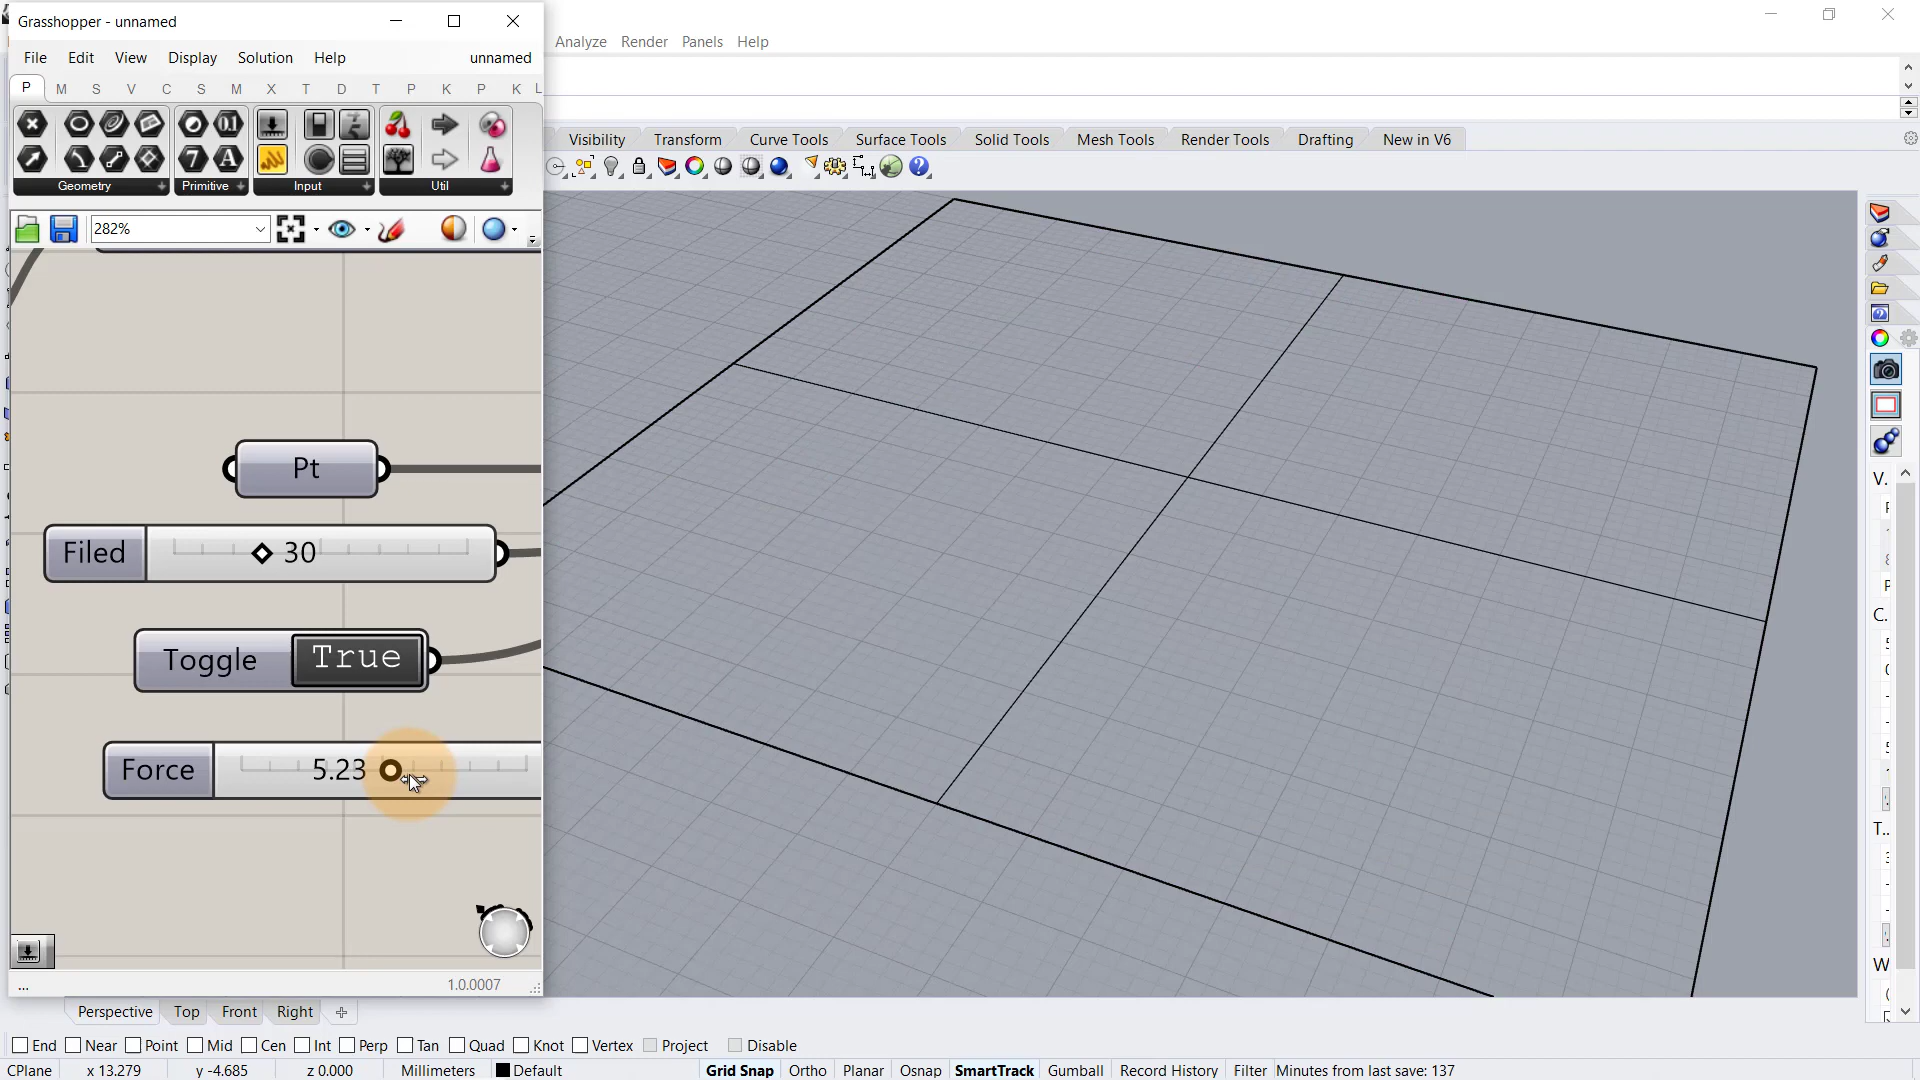 Grasshopper - unnamed
File Edit View Display Solution Help unnamed
Analyze Render Panels Help
P M S V C S M X T D T P K P K L
Visibility Transform Curve Tools Surface Tools Solid Tools Mesh Tools Render Tools Drafting New in V6
Geometry Primitive Input Util
282%
Pt
Filed 30
Toggle True
Force 5.23
V.
C.
T..
W
...
1.0.0007
Perspective Top Front Right
End Near Point Mid Cen Int Perp Tan Quad Knot Vertex Project Disable
CPlane x 13.279 y -4.685 z 0.000 Millimeters Default Grid Snap Ortho Planar Osnap SmartTrack Gumball Record History Filter Minutes from last save: 137